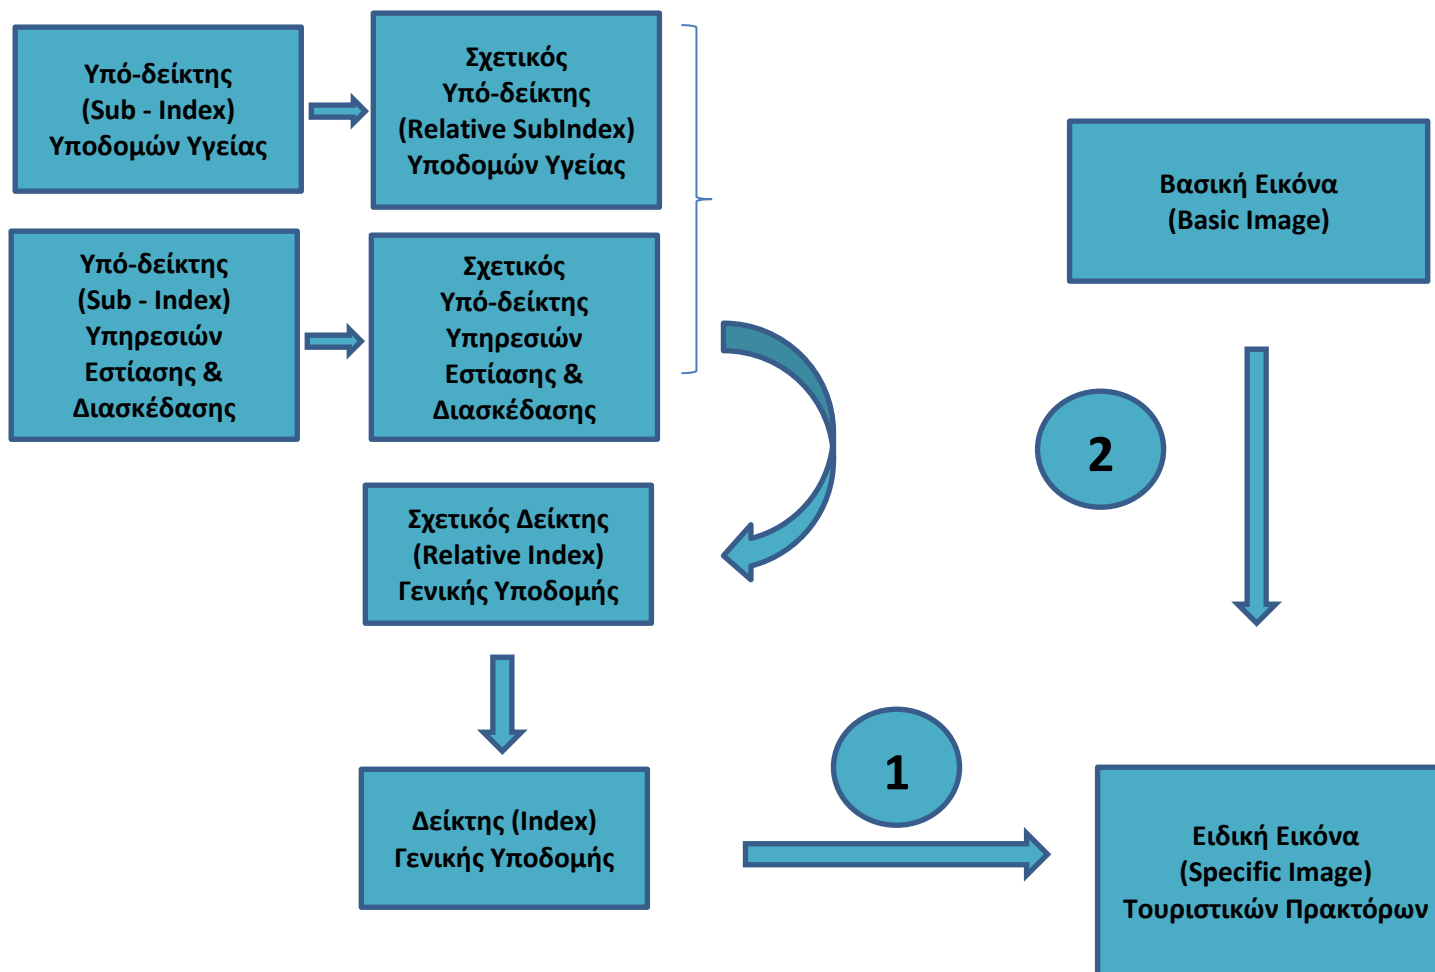 Υπό-δείκτης
(Sub - Index)
Υποδομών Υγείας
Σχετικός
Υπό-δείκτης
(Relative SubIndex)
Υποδομών Υγείας
Βασική Εικόνα
(Basic Image)
Υπό-δείκτης
(Sub - Index)
Υπηρεσιών
Εστίασης &
Διασκέδασης
Σχετικός
Υπό-δείκτης
Υπηρεσιών
Εστίασης &
Διασκέδασης
2
Σχετικός Δείκτης
(Relative Index)
Γενικής Υποδομής
1
Δείκτης (Index)
Γενικής Υποδομής
Ειδική Εικόνα
(Specific Image)
Τουριστικών Πρακτόρων